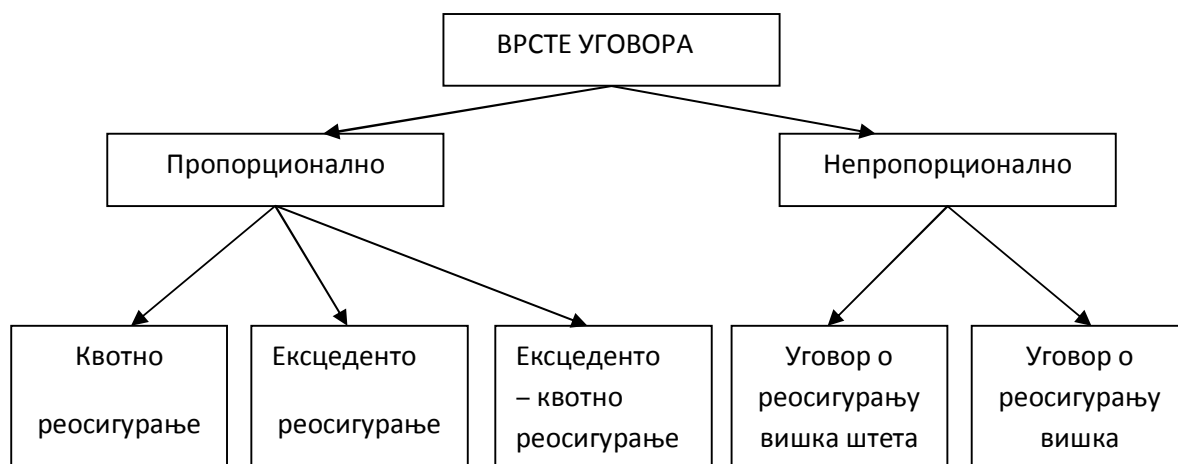 ВРСТЕ УГОВОРА
Пропорционално
Непропорционално
Квотно
реосигурање
Ексцеденто
реосигурање
Ексцеденто
– квотно
реосигурање
Уговор о
реосигурању
вишка штета
Уговор о
реосигурању
вишка